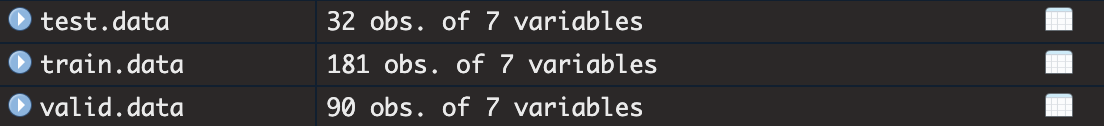 test.data 32 obs. of 7 variables
train.data 181 obs. of 7 variables
valid.data 90 obs. of 7 variables